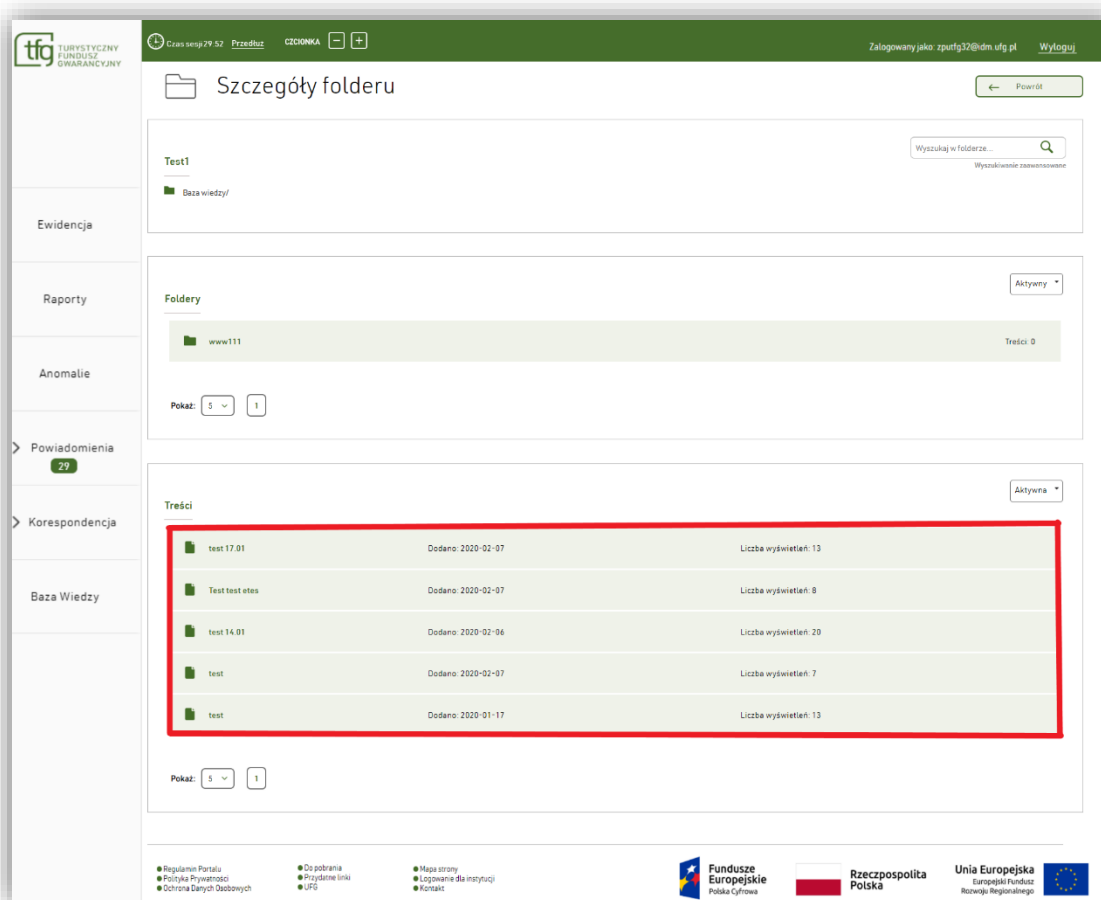 tfg TURYSTYCZNY
FUNDUSZ
GWARANCYJNY
Czas sesji 29:52 Przedłuż CZCIONKA − +
Zalogowany jako: zputfg32@idm.ufg.pl Wyloguj
Szczegóły folderu
← Powrót
Wyszukaj w folderze...
Wyszukiwanie zaawansowane
Test1
Baza wiedzy/
Ewidencja
Raporty
Anomalie
Powiadomienia
29
Korespondencja
Baza Wiedzy
Aktywny
Foldery
www111 Treści: 0
Pokaż: 5 1
Aktywna
Treści
test 17.01 Dodano: 2020-02-07 Liczba wyświetleń: 13
Test test etes Dodano: 2020-02-07 Liczba wyświetleń: 8
test 14.01 Dodano: 2020-02-06 Liczba wyświetleń: 20
test Dodano: 2020-02-07 Liczba wyświetleń: 7
test Dodano: 2020-01-17 Liczba wyświetleń: 13
Pokaż: 5 1
Regulamin Portalu
Polityka Prywatności
Ochrona Danych Osobowych
Do pobrania
Przydatne linki
UFG
Mapa strony
Logowanie dla instytucji
Kontakt
Fundusze
Europejskie
Polska Cyfrowa
Rzeczpospolita
Polska
Unia Europejska
Europejski Fundusz
Rozwoju Regionalnego